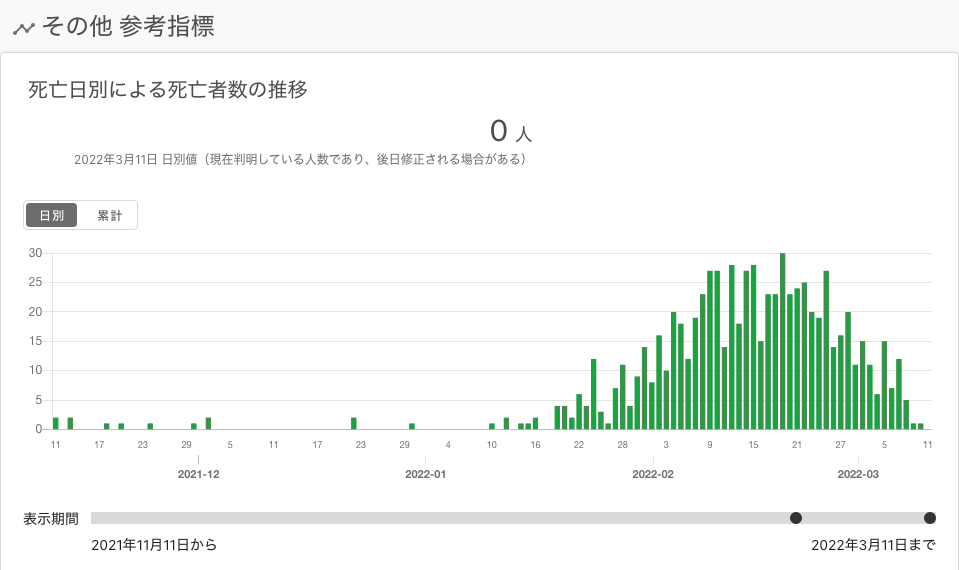 その他 参考指標
死亡日別による死亡者数の推移
0 人
2022年3月11日 日別値（現在判明している人数であり、後日修正される場合がある）
日別 累計
30
25
20
15
10
5
0
11 17 23 29 5 11 17 23 29 4 10 16 22 28 3 9 15 21 27 5 11
2021-12 2022-01 2022-02 2022-03
表示期間
2021年11月11日から 2022年3月11日まで